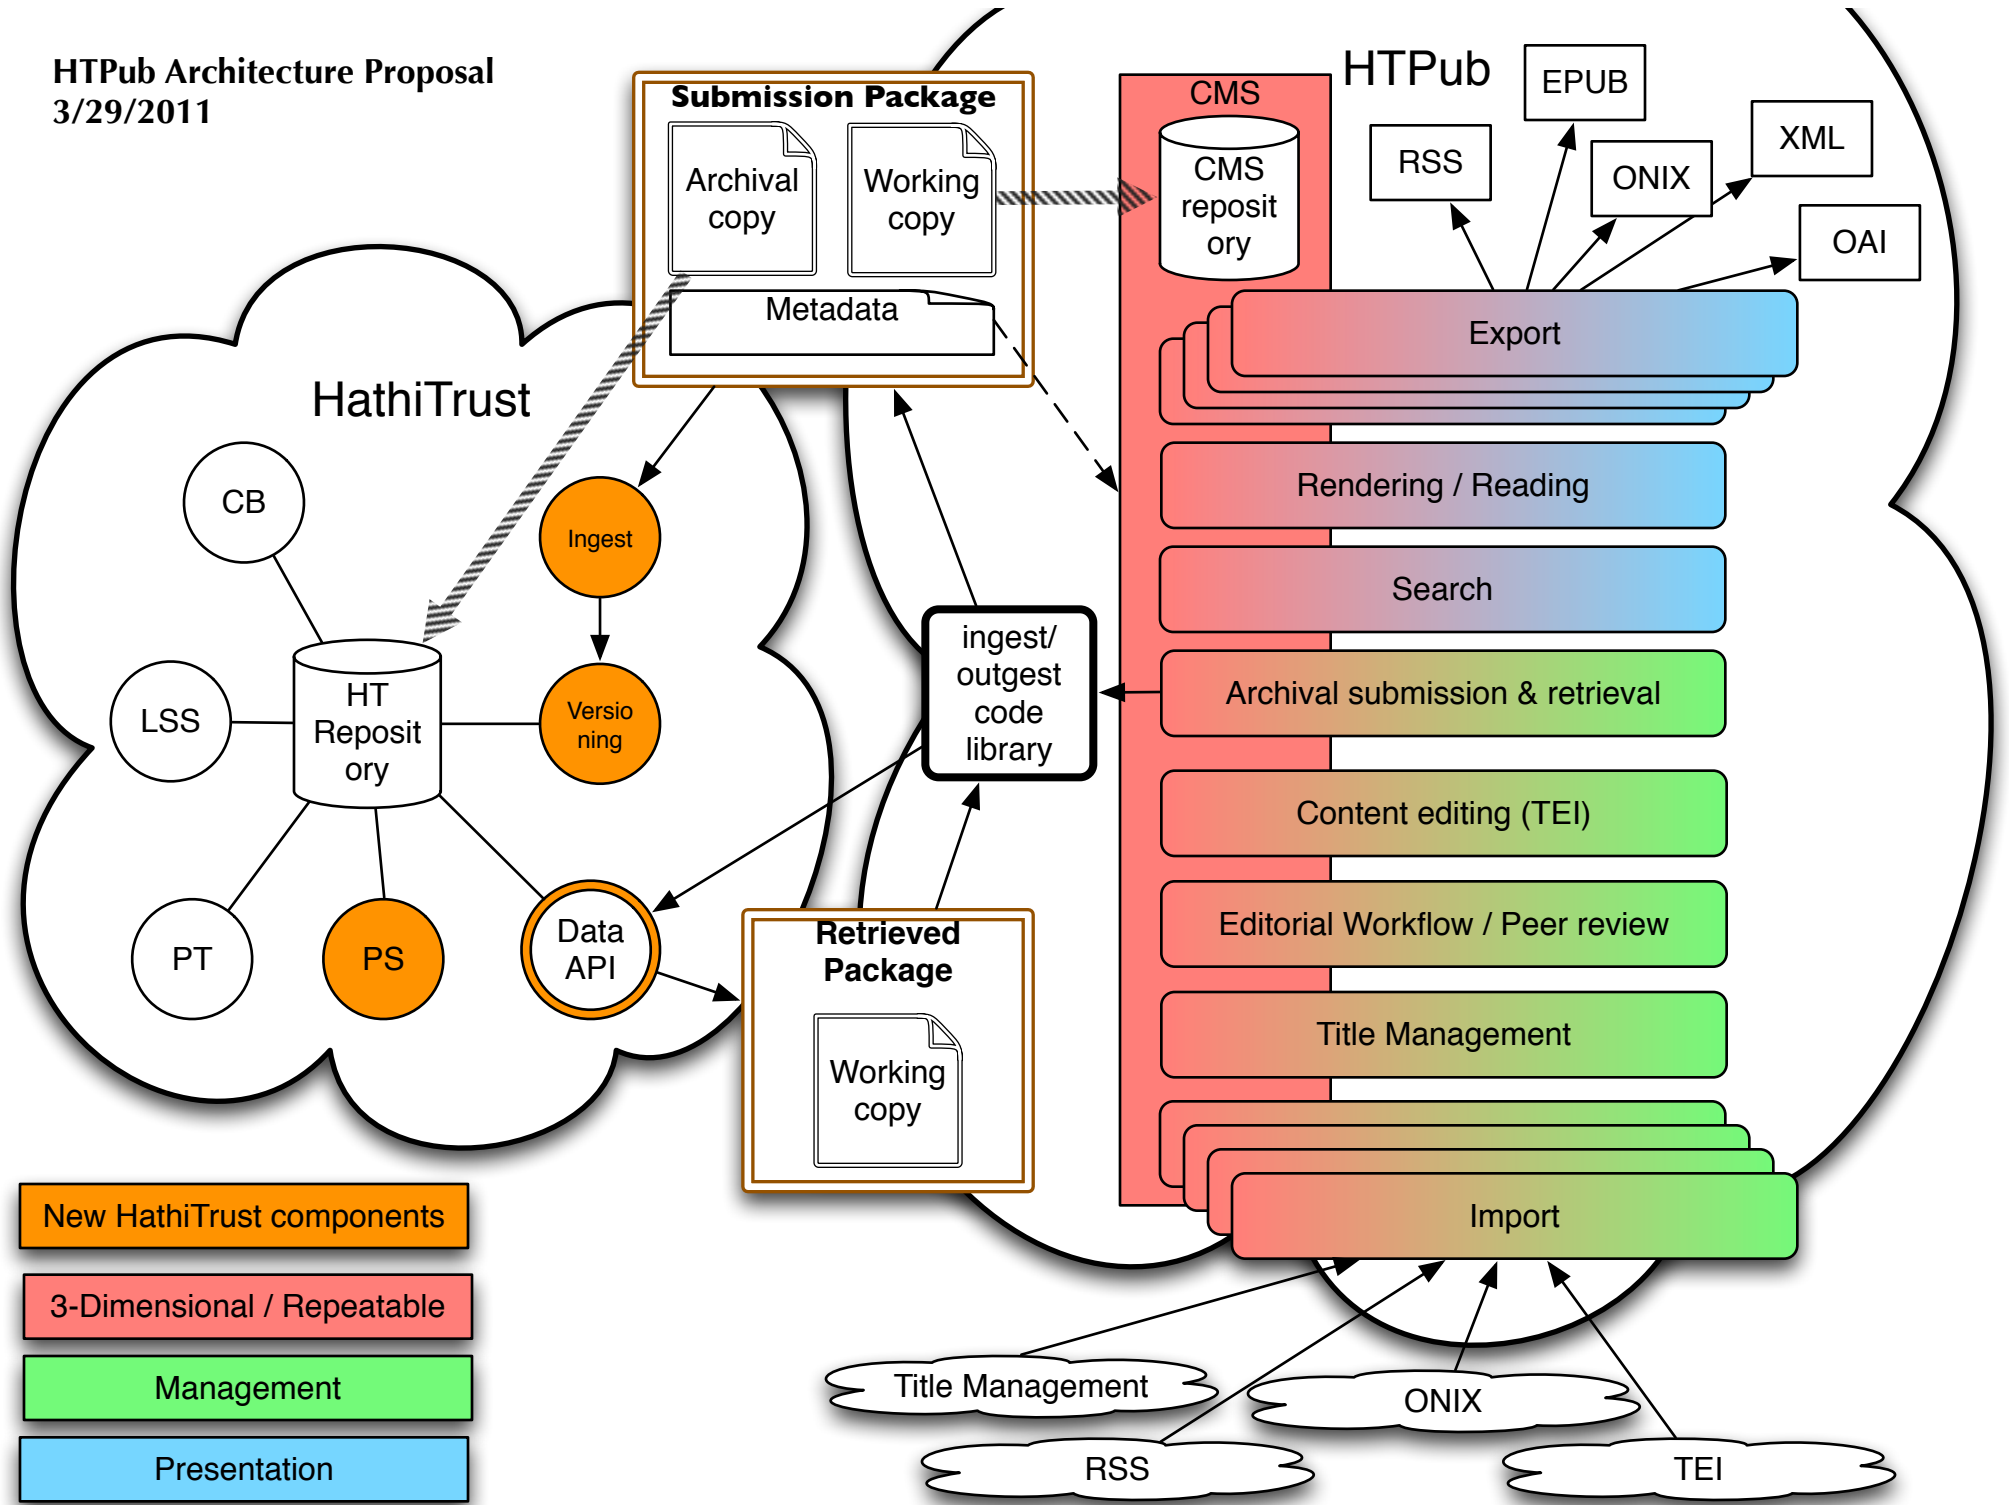 HTPub Architecture Proposal
3/29/2011
Submission Package
Archival
copy
Working
copy
Metadata
CMS
CMS
reposit
ory
HTPub
RSS
EPUB
ONIX
XML
OAI
Export
Rendering / Reading
Search
Archival submission & retrieval
Content editing (TEI)
Editorial Workflow / Peer review
Title Management
Import
HathiTrust
CB
Ingest
LSS
HT
Reposit
ory
Versio
ning
PT
PS
Data
API
ingest/
outgest
code
library
Retrieved
Package
Working
copy
New HathiTrust components
3-Dimensional / Repeatable
Management
Presentation
Title Management
ONIX
RSS
TEI